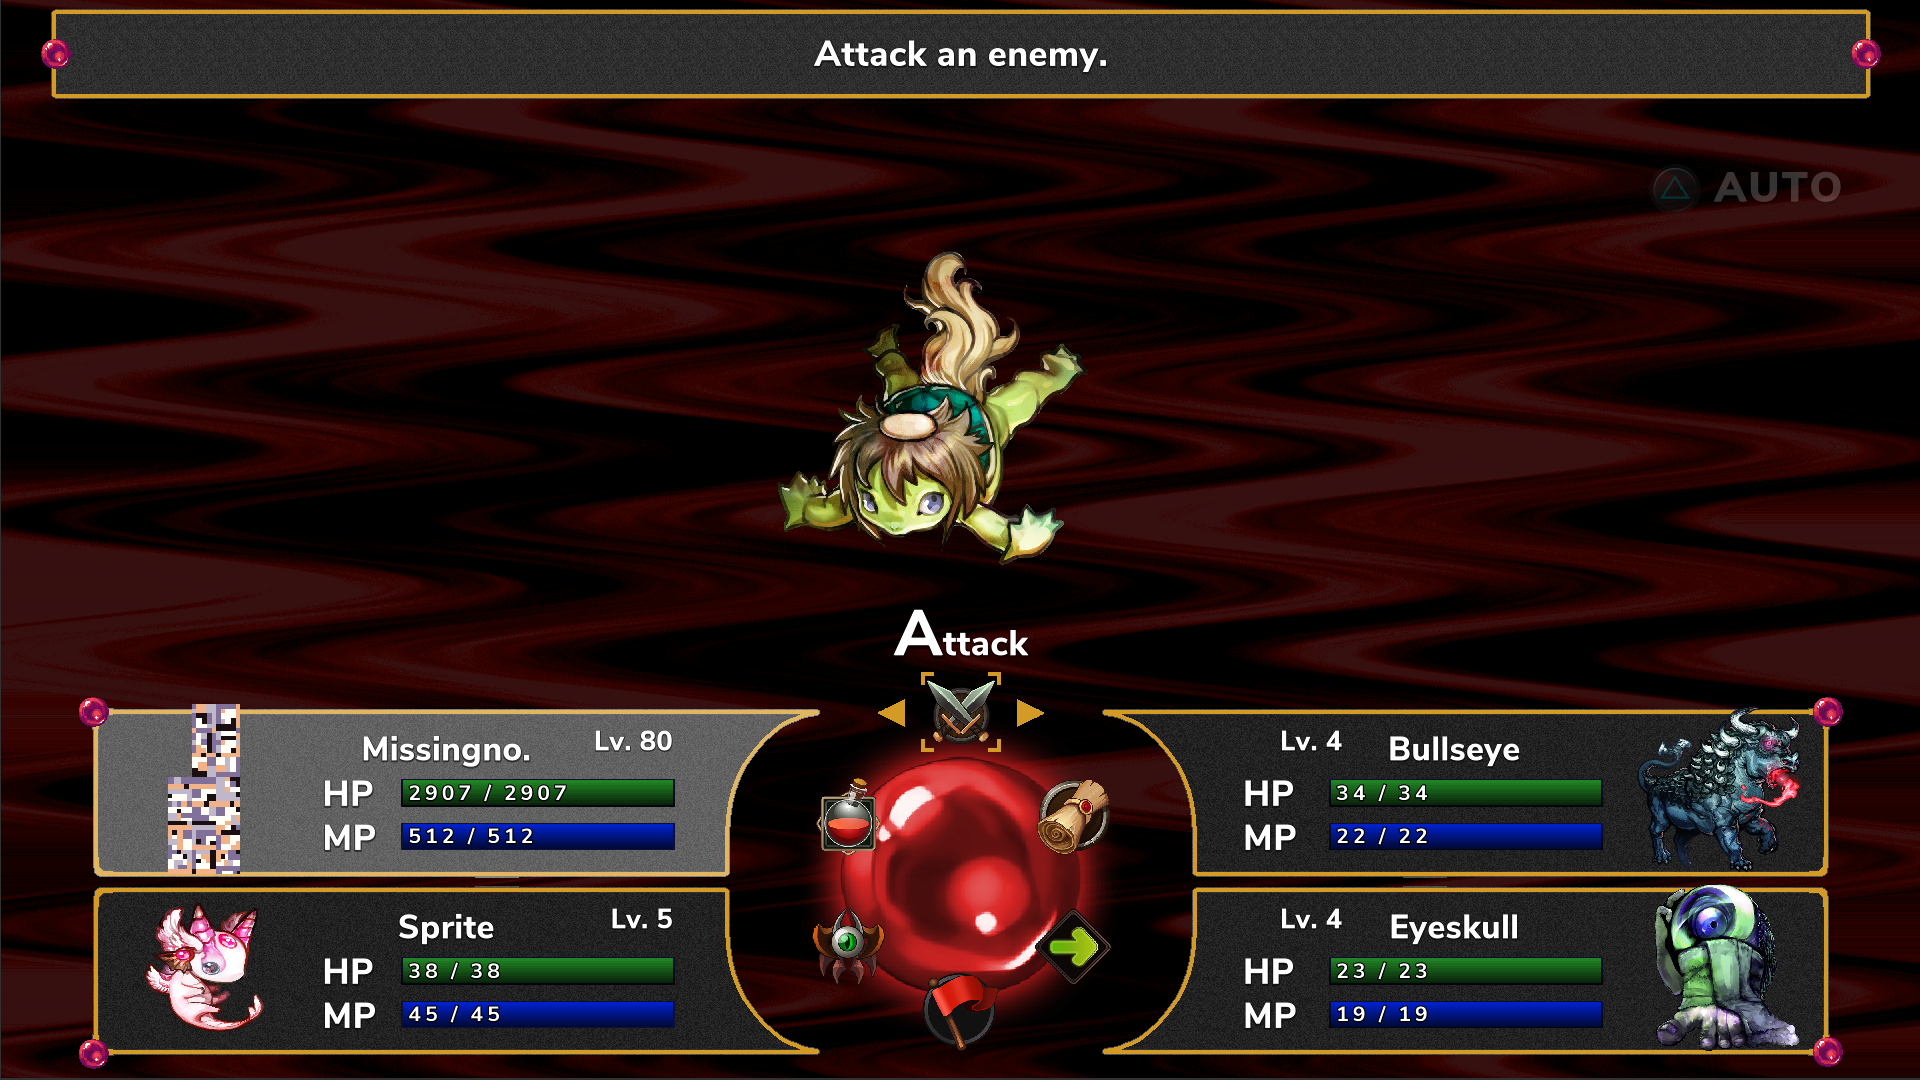 Attack an enemy.
AUTO
Attack
Missingno. Lv. 80
HP 2907 / 2907
MP 512 / 512
Sprite Lv. 5
HP 38 / 38
MP 45 / 45
Lv. 4 Bullseye
HP 34 / 34
MP 22 / 22
Lv. 4 Eyeskull
HP 23 / 23
MP 19 / 19